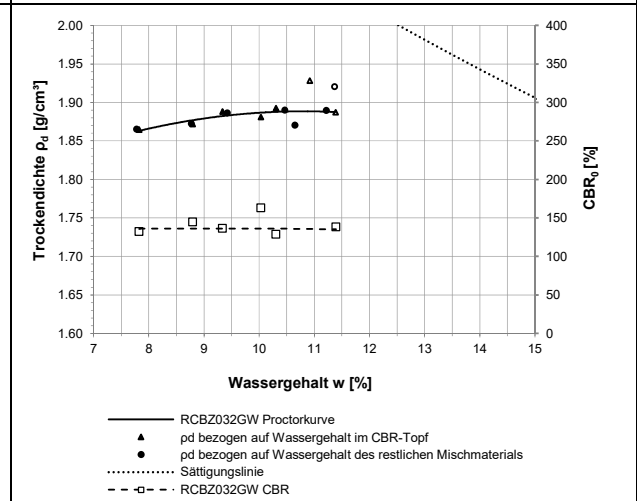 2.00
1.95
1.90
1.85
1.80
1.75
1.70
1.65
1.60
Trockendichte ρd [g/cm³]
400
350
300
250
200
150
100
50
0
CBR0 [%]
7 8 9 10 11 12 13 14 15
Wassergehalt w [%]
RCBZ032GW Proctorkurve
ρd bezogen auf Wassergehalt im CBR-Topf
ρd bezogen auf Wassergehalt des restlichen Mischmaterials
Sättigungslinie
RCBZ032GW CBR